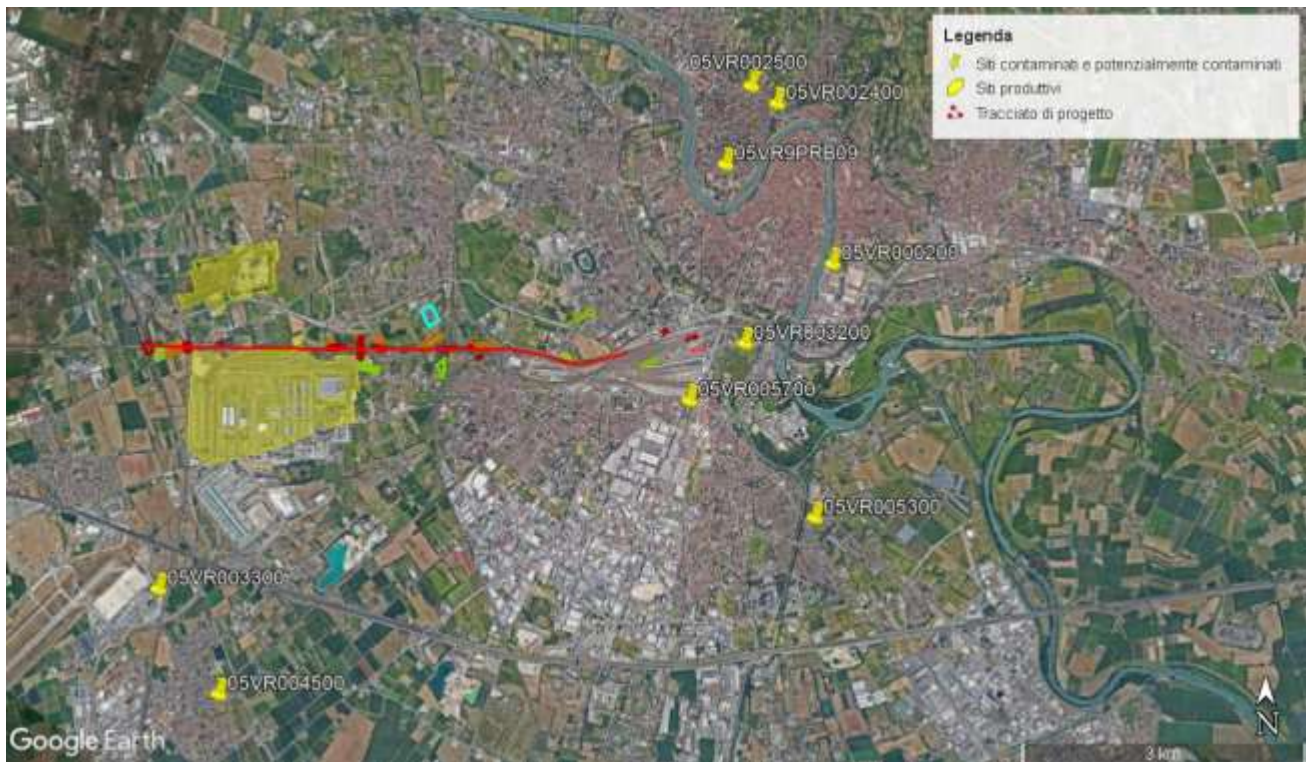 Legenda
Siti contaminati e potenzialmente contaminati
Siti produttivi
Tracciato di progetto
05VR002500
05VR002400
05VR9PRB09
05VR000200
05VR003200
05VR005700
05VR005300
05VR003300
05VR004500
Google Earth
N
3 km